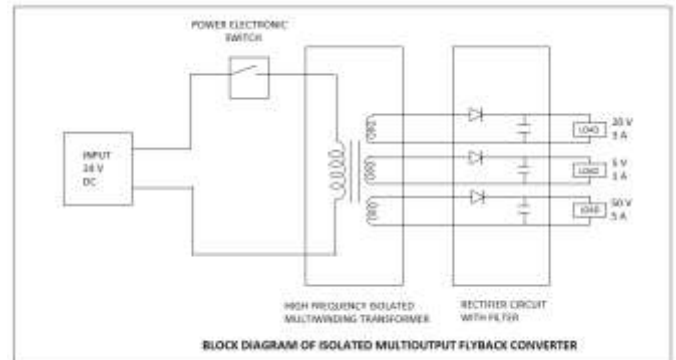 POWER ELECTRONIC
SWITCH
INPUT
24 V
DC
LOAD
20 V
3 A
LOAD
5 V
1 A
LOAD
50 V
5 A
HIGH FREQUENCY ISOLATED
MULTIWINDING TRANSFORMER
RECTIFIER CIRCUIT
WITH FILTER
BLOCK DIAGRAM OF ISOLATED MULTIOUTPUT FLYBACK CONVERTER